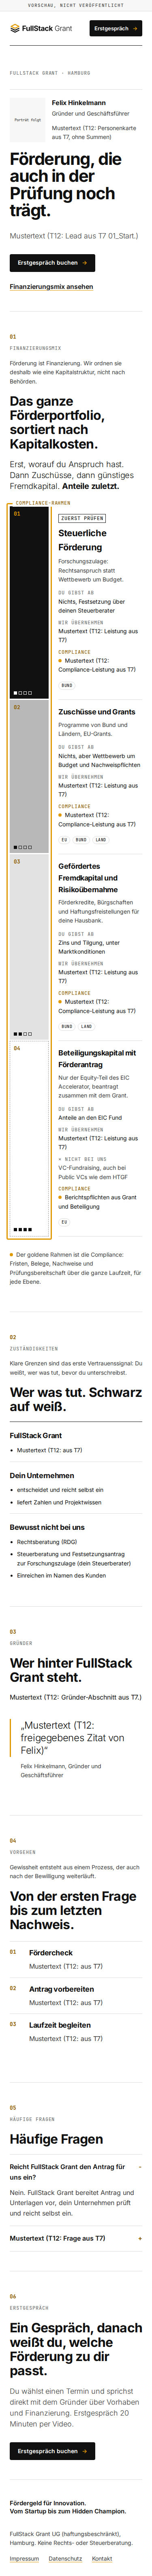 VORSCHAU, NICHT VERÖFFENTLICHT
FullStack Grant
Erstgespräch →
FULLSTACK GRANT · HAMBURG
Porträt folgt
Felix Hinkelmann
Gründer und Geschäftsführer
Mustertext (T12: Personenkarte
aus T7, ohne Summen)
Förderung, die
auch in der
Prüfung noch
trägt.
Mustertext (T12: Lead aus T7 01_Start.)
Erstgespräch buchen →
Finanzierungsmix ansehen
01
FINANZIERUNGSMIX
Förderung ist Finanzierung. Wir ordnen sie
deshalb wie eine Kapitalstruktur, nicht nach
Behörden.
Das ganze
Förderportfolio,
sortiert nach
Kapitalkosten.
Erst, worauf du Anspruch hast.
Dann Zuschüsse, dann günstiges
Fremdkapital. Anteile zuletzt.
COMPLIANCE-RAHMEN
01
ZUERST PRÜFEN
Steuerliche
Förderung
Forschungszulage:
Rechtsanspruch statt
Wettbewerb um Budget.
DU GIBST AB
Nichts, Festsetzung über
deinen Steuerberater
WIR ÜBERNEHMEN
Mustertext (T12: Leistung aus
T7)
COMPLIANCE
Mustertext (T12:
Compliance-Leistung aus T7)
BUND
02
Zuschüsse und Grants
Programme von Bund und
Ländern, EU-Grants.
DU GIBST AB
Nichts, aber Wettbewerb um
Budget und Nachweispflichten
WIR ÜBERNEHMEN
Mustertext (T12: Leistung aus
T7)
COMPLIANCE
Mustertext (T12:
Compliance-Leistung aus T7)
EU BUND LAND
03
Gefördertes
Fremdkapital und
Risikoübernahme
Förderkredite, Bürgschaften
und Haftungsfreistellungen für
deine Hausbank.
DU GIBST AB
Zins und Tilgung, unter
Marktkonditionen
WIR ÜBERNEHMEN
Mustertext (T12: Leistung aus
T7)
COMPLIANCE
Mustertext (T12:
Compliance-Leistung aus T7)
BUND LAND
04
Beteiligungskapital mit
Förderantrag
Nur der Equity-Teil des EIC
Accelerator, beantragt
zusammen mit dem Grant.
DU GIBST AB
Anteile an den EIC Fund
WIR ÜBERNEHMEN
Mustertext (T12: Leistung aus
T7)
× NICHT BEI UNS
VC-Fundraising, auch bei
Public VCs wie dem HTGF
COMPLIANCE
Berichtspflichten aus Grant
und Beteiligung
EU
Der goldene Rahmen ist die Compliance:
Fristen, Belege, Nachweise und
Prüfungsbereitschaft über die ganze Laufzeit, für
jede Ebene.
02
ZUSTÄNDIGKEITEN
Klare Grenzen sind das erste Vertrauenssignal: Du
weißt, wer was tut, bevor du unterschreibst.
Wer was tut. Schwarz
auf weiß.
FullStack Grant
• Mustertext (T12: aus T7)
Dein Unternehmen
• entscheidet und reicht selbst ein
• liefert Zahlen und Projektwissen
Bewusst nicht bei uns
• Rechtsberatung (RDG)
• Steuerberatung und Festsetzungsantrag
zur Forschungszulage (dein Steuerberater)
• Einreichen im Namen des Kunden
03
GRÜNDER
Wer hinter FullStack
Grant steht.
Mustertext (T12: Gründer-Abschnitt aus T7.)
„Mustertext (T12:
freigegebenes Zitat von
Felix)“
Felix Hinkelmann, Gründer und
Geschäftsführer
04
VORGEHEN
Gewissheit entsteht aus einem Prozess, der auch
nach der Bewilligung weiterläuft.
Von der ersten Frage
bis zum letzten
Nachweis.
01 Fördercheck
Mustertext (T12: aus T7)
02 Antrag vorbereiten
Mustertext (T12: aus T7)
03 Laufzeit begleiten
Mustertext (T12: aus T7)
05
HÄUFIGE FRAGEN
Häufige Fragen
Reicht FullStack Grant den Antrag für
uns ein?
–
Nein. FullStack Grant bereitet Antrag und
Unterlagen vor, dein Unternehmen prüft
und reicht selbst ein.
Mustertext (T12: Frage aus T7) +
06
ERSTGESPRÄCH
Ein Gespräch, danach
weißt du, welche
Förderung zu dir
passt.
Du wählst einen Termin und sprichst
direkt mit dem Gründer über Vorhaben
und Finanzierung. Erstgespräch 20
Minuten per Video.
Erstgespräch buchen →
Fördergeld für Innovation.
Vom Startup bis zum Hidden Champion.
FullStack Grant UG (haftungsbeschränkt),
Hamburg. Keine Rechts- oder Steuerberatung.
Impressum Datenschutz Kontakt